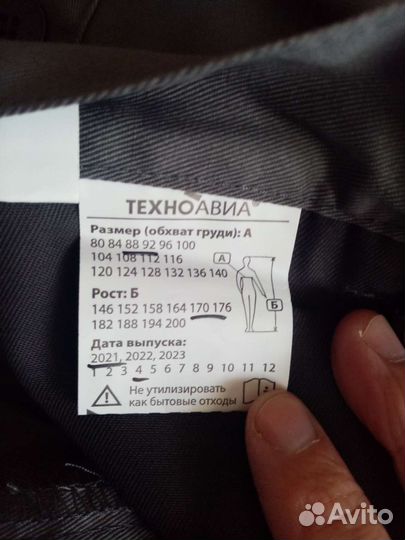 ТЕХНОАВИА®
Размер (обхват груди): А
80 84 88 92 96 100
104 108 112 116
120 124 128 132 136 140
А
Рост: Б
Б
146 152 158 164 170 176
182 188 194 200
Дата выпуска:
2021, 2022, 2023
1 2 3 4 5 6 7 8 9 10 11 12
Не утилизировать
как бытовые отходы
Avito